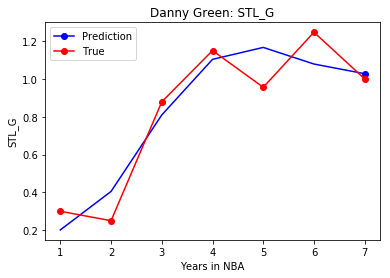 Danny Green: STL_G
Prediction
True
STL_G
1.2
1.0
0.8
0.6
0.4
0.2
1 2 3 4 5 6 7
Years in NBA